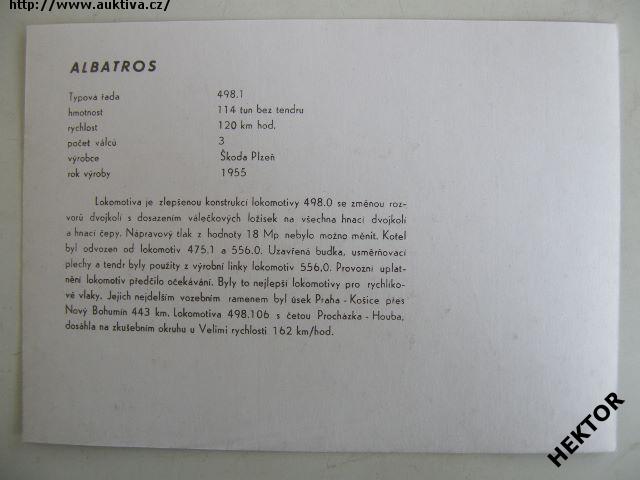 http://www.auktiva.cz/
ALBATROS
Typová řada 498.1
hmotnost 114 tun bez tendru
rychlost 120 km hod.
počet válců 3
výrobce Škoda Plzeň
rok výroby 1955
Lokomotiva je zlepšenou konstrukcí lokomotivy 498.0 se změnou roz-
vorů dvojkolí s dosazením válečkových ložisek na všechna hnací dvojkolí
a hnací čepy. Nápravový tlak z hodnoty 18 Mp nebylo možno měnit. Kotel
byl odvozen od lokomotiv 475.1 a 556.0. Uzavřená budka, usměrňovací
plechy a tendr byly použity z výrobní linky lokomotiv 556,0. Provozní uplat-
nění lokomotiv předčilo očekávání. Byly to nejlepší lokomotivy pro rychlíko-
vé vlaky. Jejich nejdelším vozebním ramenem byl úsek Praha - Košice přes
Nový Bohumín 443 km. Lokomotiva 498.106 s četou Procházka - Houba,
dosáhla na zkušebním okruhu u Velimi rychlosti 162 km/hod.
HEKTOR